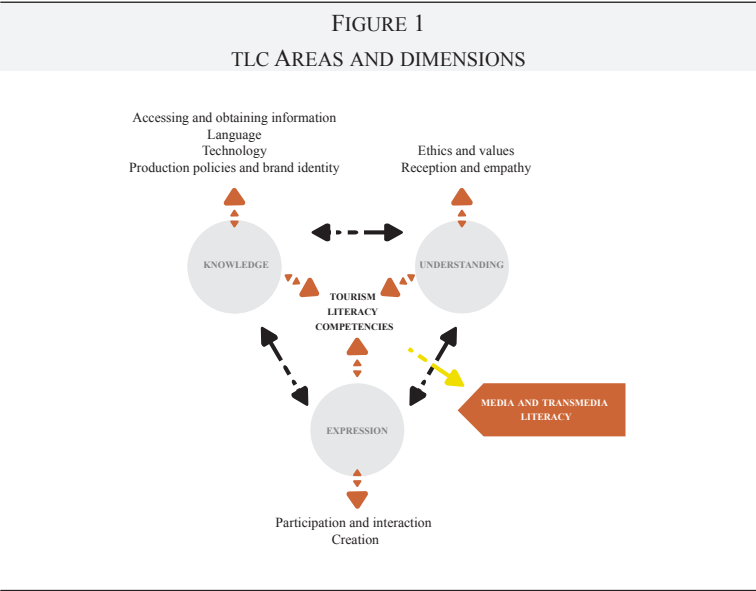 FIGURE 1
TLC AREAS AND DIMENSIONS
Accessing and obtaining information
Language
Technology
Production policies and brand identity
Ethics and values
Reception and empathy
KNOWLEDGE
UNDERSTANDING
TOURISM
LITERACY
COMPETENCIES
MEDIA AND TRANSMEDIA
LITERACY
EXPRESSION
Participation and interaction
Creation